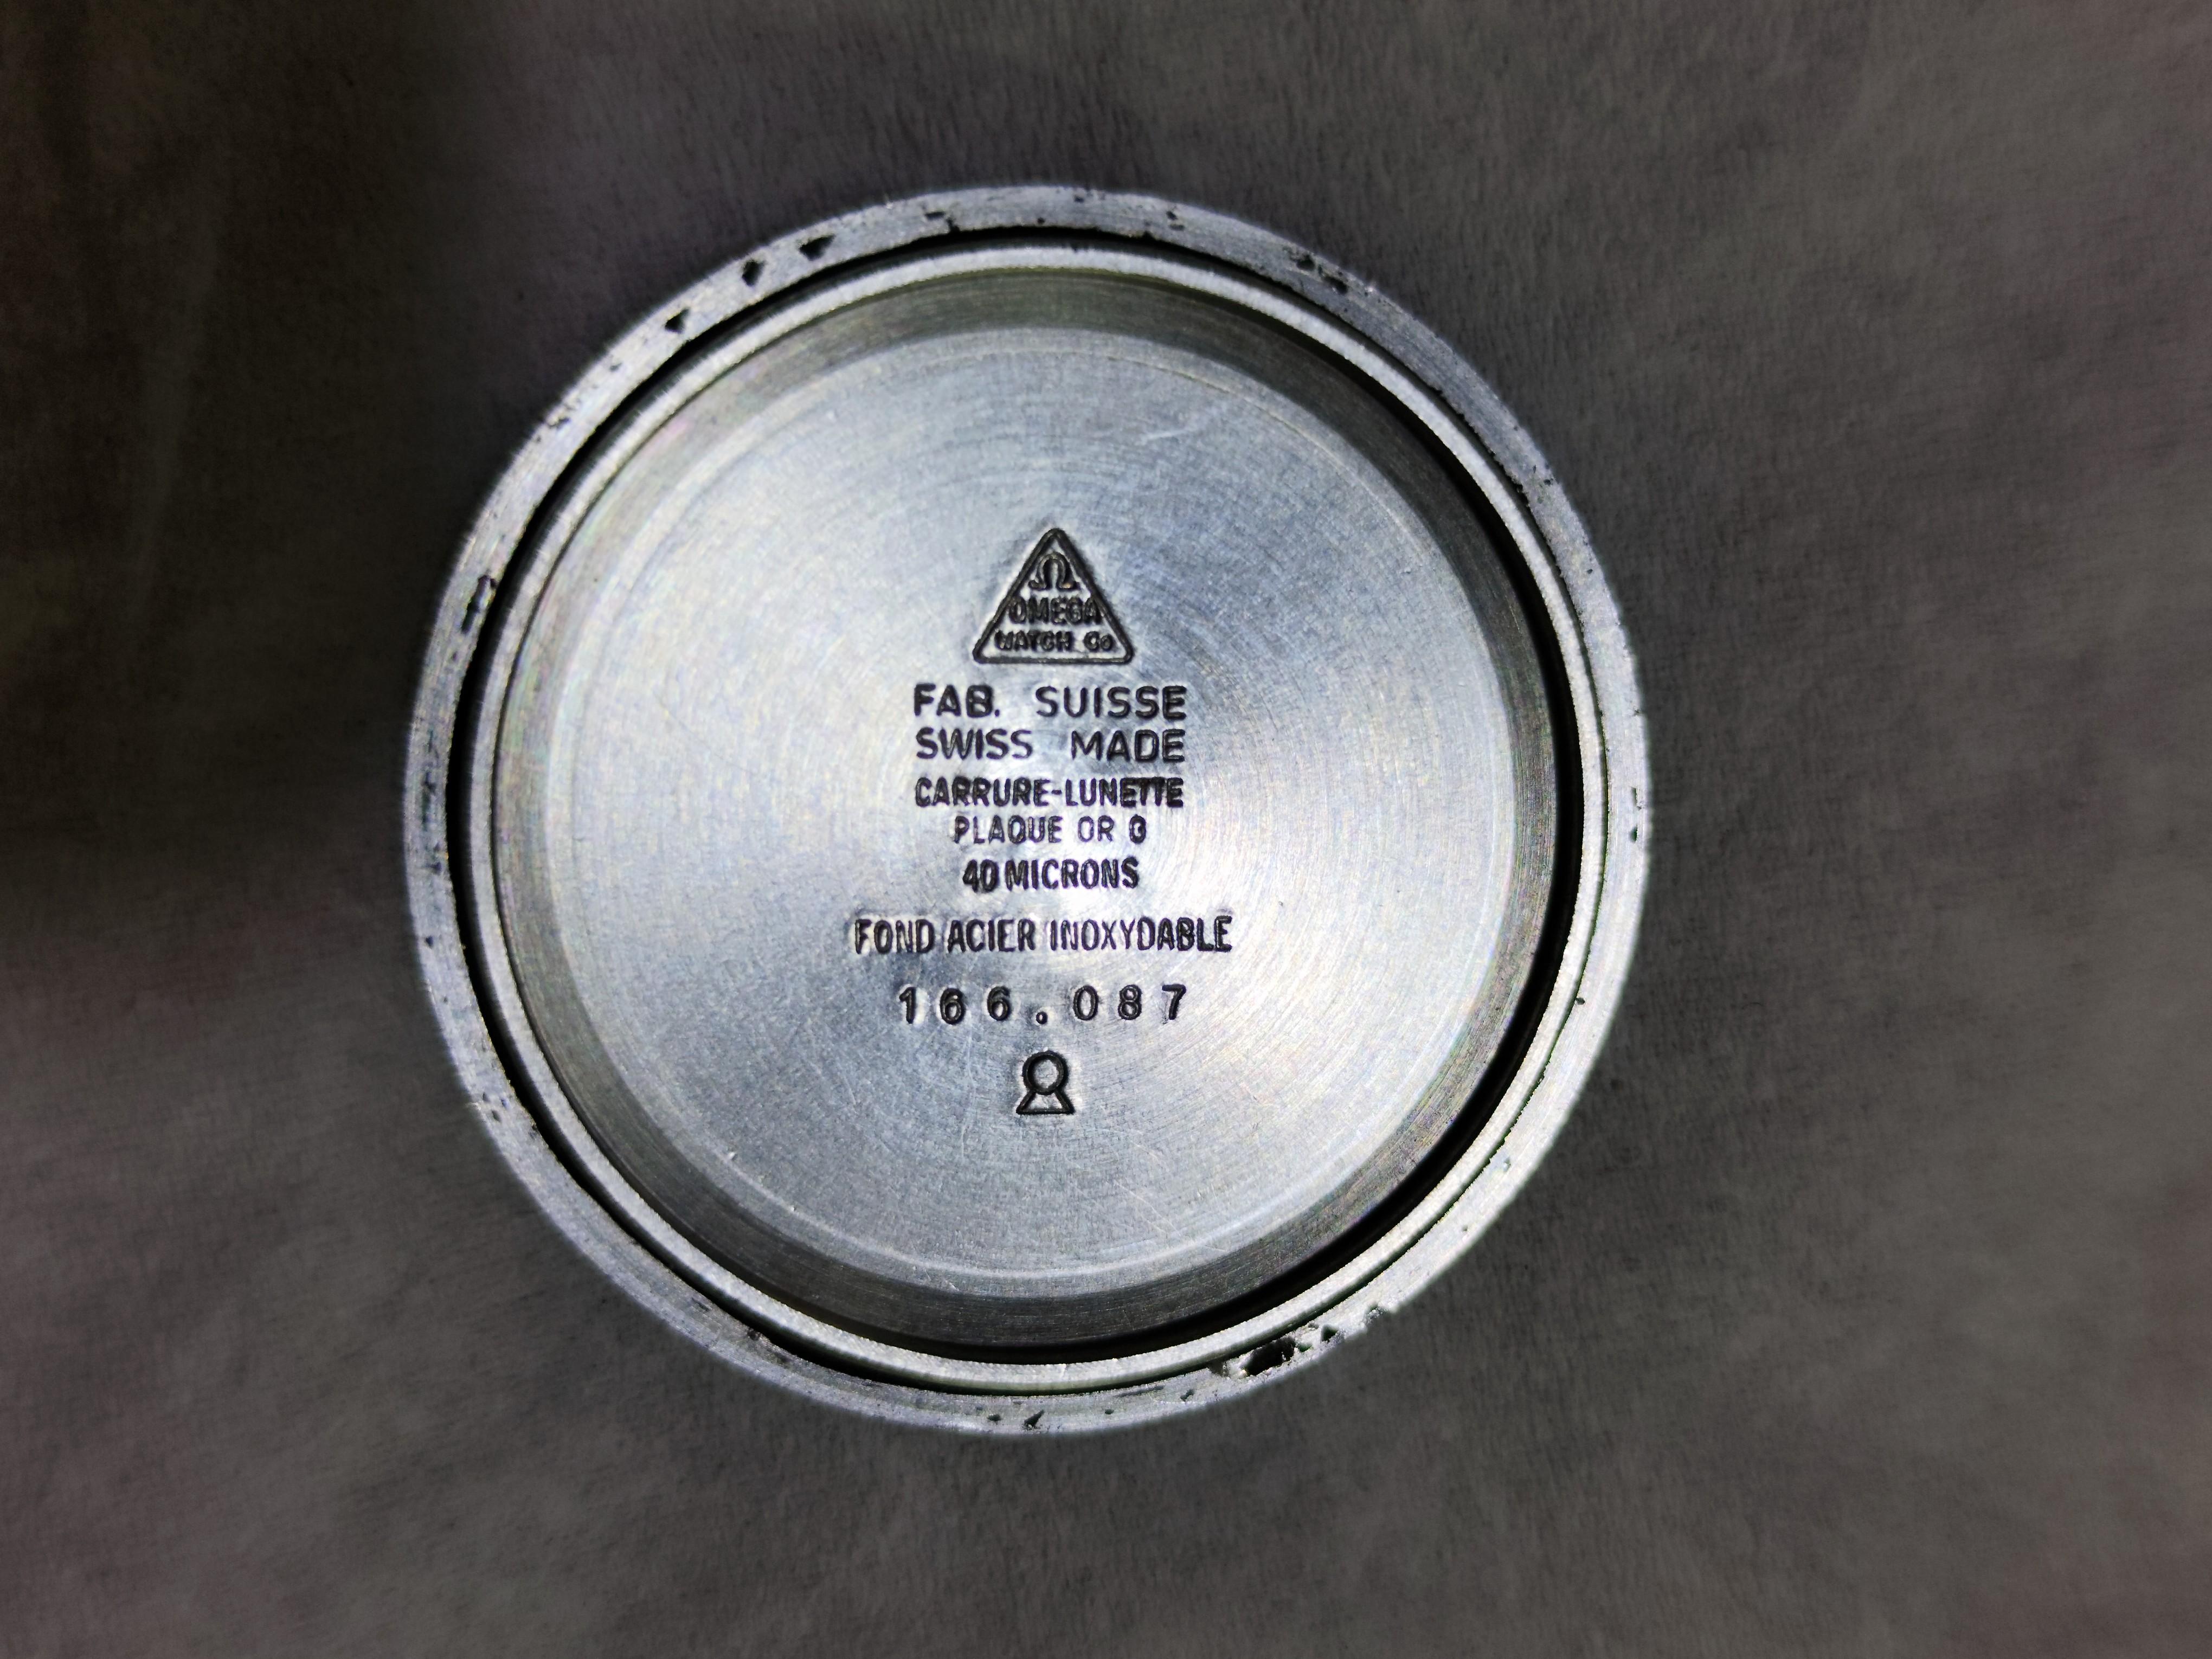 Ω
OMEGA
WATCH Co
FAB. SUISSE
SWISS MADE
CARRURE-LUNETTE
PLAQUE OR G
40 MICRONS
FOND ACIER INOXYDABLE
166.087